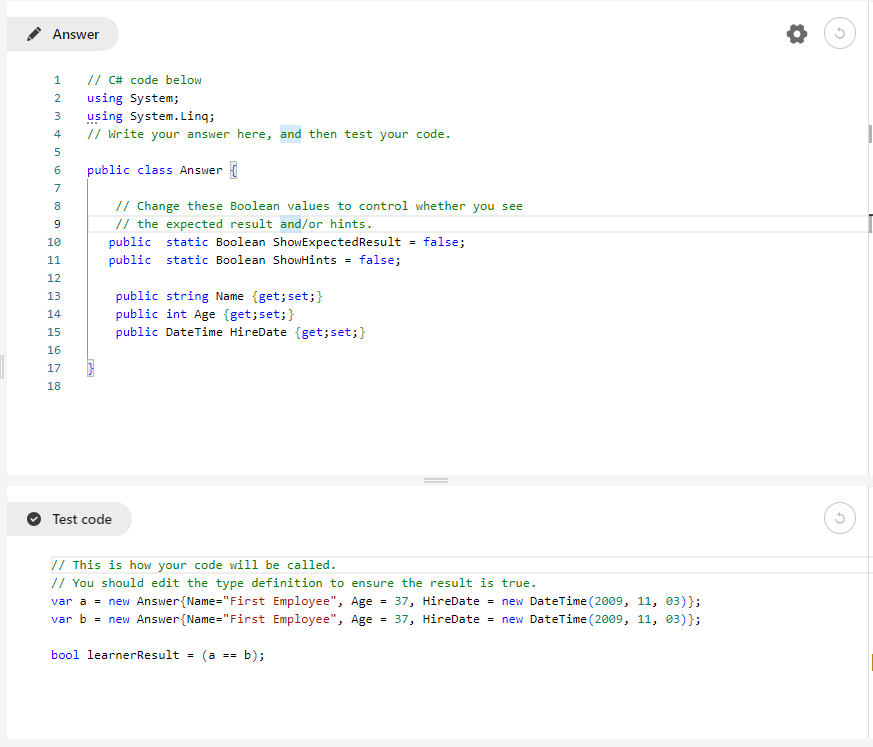 Answer
1 // C# code below
2 using System;
3 using System.Linq;
4 // Write your answer here, and then test your code.
5
6 public class Answer {
7
8 // Change these Boolean values to control whether you see
9 // the expected result and/or hints.
10 public  static Boolean ShowExpectedResult = false;
11 public  static Boolean ShowHints = false;
12
13 public string Name {get;set;}
14 public int Age {get;set;}
15 public DateTime HireDate {get;set;}
16
17 }
18
Test code
// This is how your code will be called.
// You should edit the type definition to ensure the result is true.
var a = new Answer{Name="First Employee", Age = 37, HireDate = new DateTime(2009, 11, 03)};
var b = new Answer{Name="First Employee", Age = 37, HireDate = new DateTime(2009, 11, 03)};
bool learnerResult = (a == b);